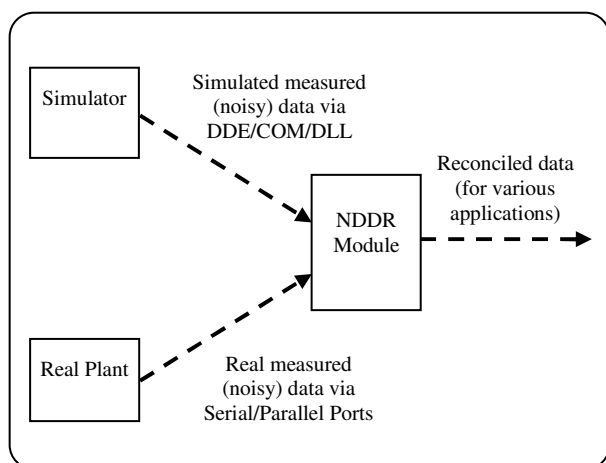 Simulator
Simulated measured
(noisy) data via
DDE/COM/DLL
Reconciled data
(for various
applications)
NDDR
Module
Real Plant
Real measured
(noisy) data via
Serial/Parallel Ports